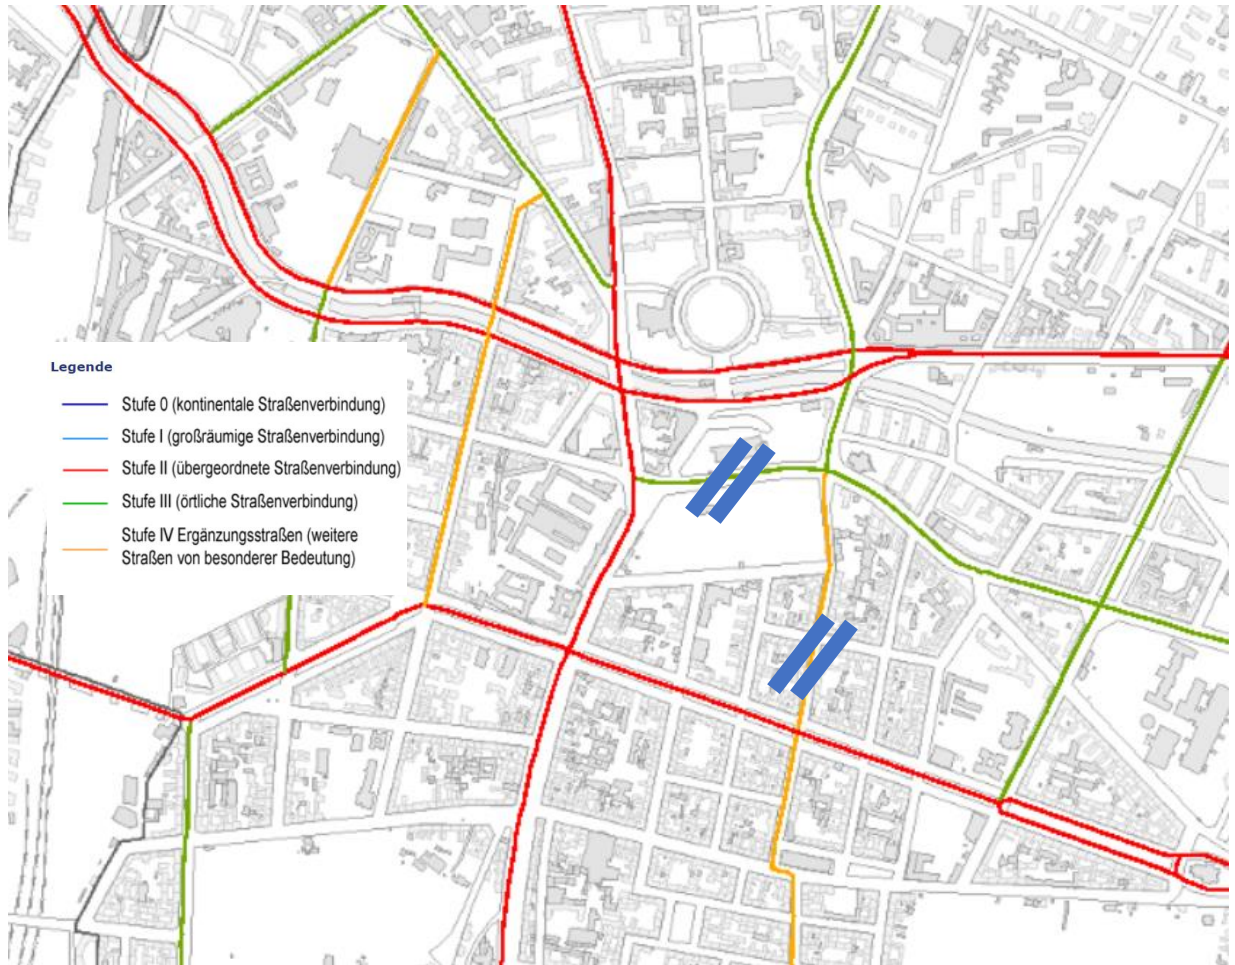 Legende
Stufe 0 (kontinentale Straßenverbindung)
Stufe I (großräumige Straßenverbindung)
Stufe II (übergeordnete Straßenverbindung)
Stufe III (örtliche Straßenverbindung)
Stufe IV Ergänzungsstraßen (weitere
Straßen von besonderer Bedeutung)